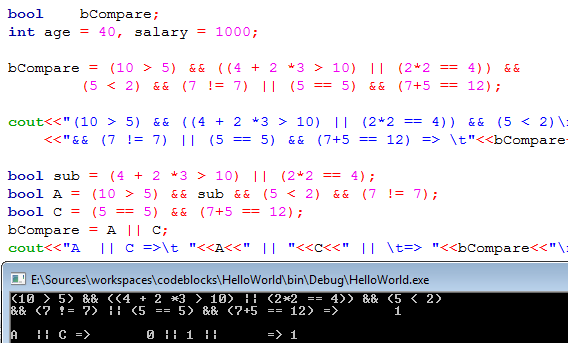 bool    bCompare;
int age = 40, salary = 1000;
bCompare = (10 > 5) && ((4 + 2 *3 > 10) || (2*2 == 4)) &&
(5 < 2) && (7 != 7) || (5 == 5) && (7+5 == 12);
cout<<"(10 > 5) && ((4 + 2 *3 > 10) || (2*2 == 4)) && (5 < 2)\
<<"&& (7 != 7) || (5 == 5) && (7+5 == 12) => \t"<<bCompare
bool sub = (4 + 2 *3 > 10) || (2*2 == 4);
bool A = (10 > 5) && sub && (5 < 2) && (7 != 7);
bool C = (5 == 5) && (7+5 == 12);
bCompare = A || C;
cout<<"A  || C =>\t "<<A<<" || "<<C<<" || \t=> "<<bCompare<<"\
E:\Sources\workspaces\codeblocks\HelloWorld\bin\Debug\HelloWorld.exe
(10 > 5) && ((4 + 2 *3 > 10) || (2*2 == 4)) && (5 < 2)
&& (7 != 7) || (5 == 5) && (7+5 == 12) =>       1
A  || C =>       0 || 1 ||       => 1